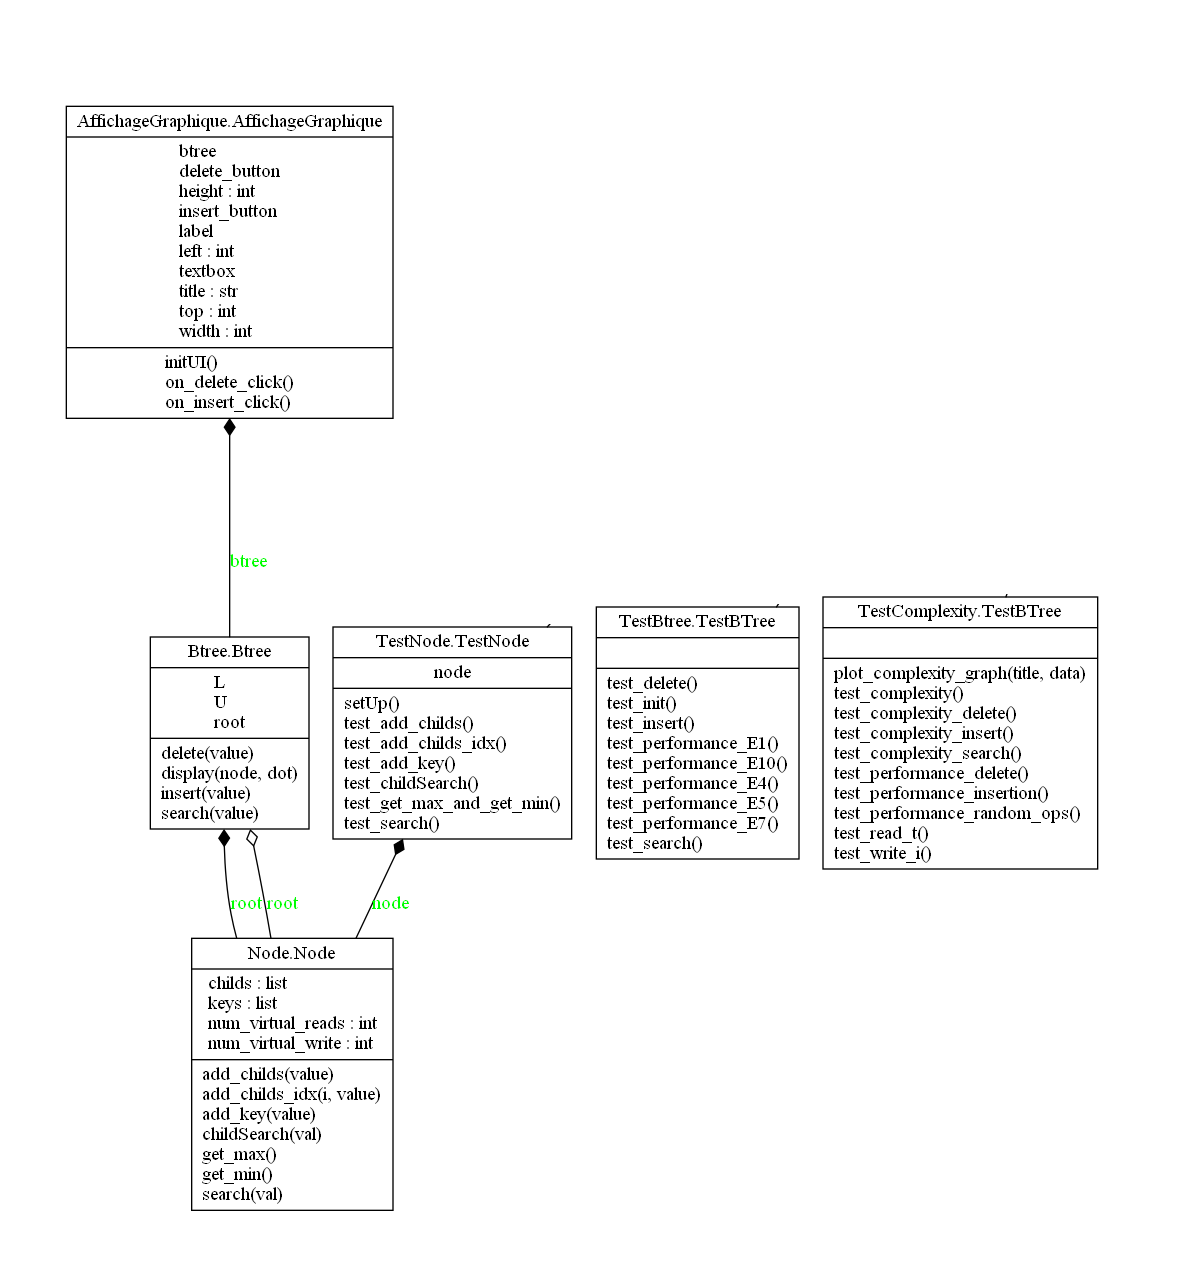 AffichageGraphique.AffichageGraphique
btree
delete_button
height : int
insert_button
label
left : int
textbox
title : str
top : int
width : int
initUI()
on_delete_click()
on_insert_click()
btree
Btree.Btree
L
U
root
delete(value)
display(node, dot)
insert(value)
search(value)
TestNode.TestNode
node
setUp()
test_add_childs()
test_add_childs_idx()
test_add_key()
test_childSearch()
test_get_max_and_get_min()
test_search()
TestBtree.TestBTree
test_delete()
test_init()
test_insert()
test_performance_E1()
test_performance_E10()
test_performance_E4()
test_performance_E5()
test_performance_E7()
test_search()
TestComplexity.TestBTree
plot_complexity_graph(title, data)
test_complexity()
test_complexity_delete()
test_complexity_insert()
test_complexity_search()
test_performance_delete()
test_performance_insertion()
test_performance_random_ops()
test_read_t()
test_write_i()
root
root
node
Node.Node
childs : list
keys : list
num_virtual_reads : int
num_virtual_write : int
add_childs(value)
add_childs_idx(i, value)
add_key(value)
childSearch(val)
get_max()
get_min()
search(val)